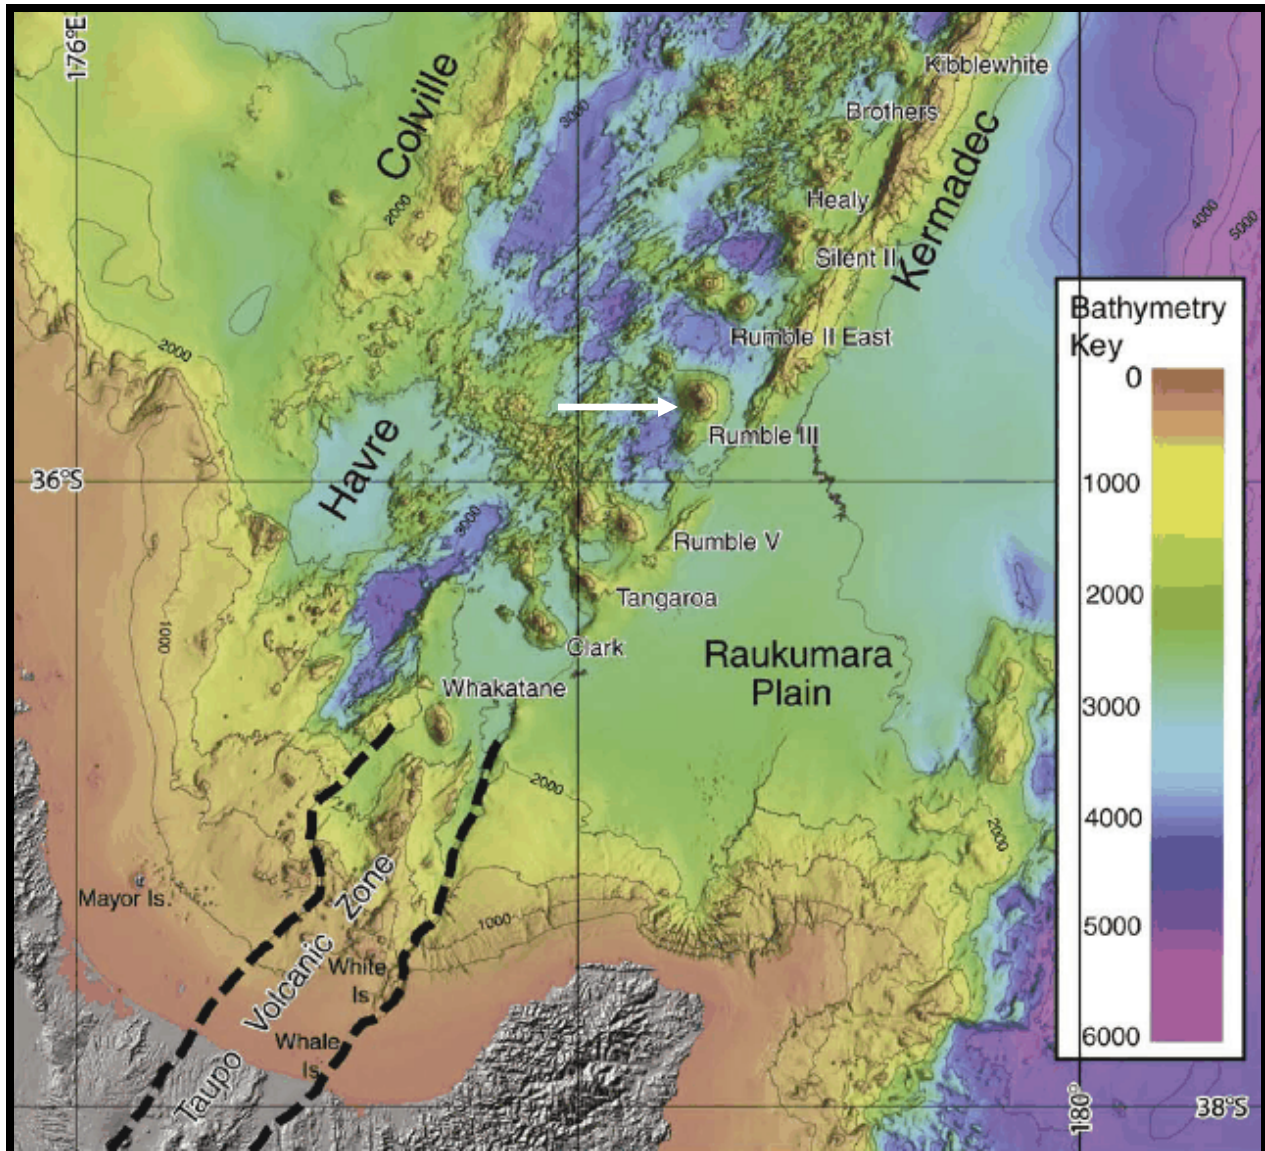 176°E
Colville
3000
Kibblewhite
Brothers
Kermadec
2000
Healy
4000
5000
Silent II
Bathymetry
Key
0
1000
2000
3000
4000
5000
6000
2000
Rumble II East
Havre
Rumble III
36°S
3000
Rumble V
Tangaroa
1000
Clark
Raukumara
Plain
Whakatane
2000
2000
Mayor Is.
Zone
1000
Volcanic
White
Is
Whale
Is.
Taupo
180°
38°S